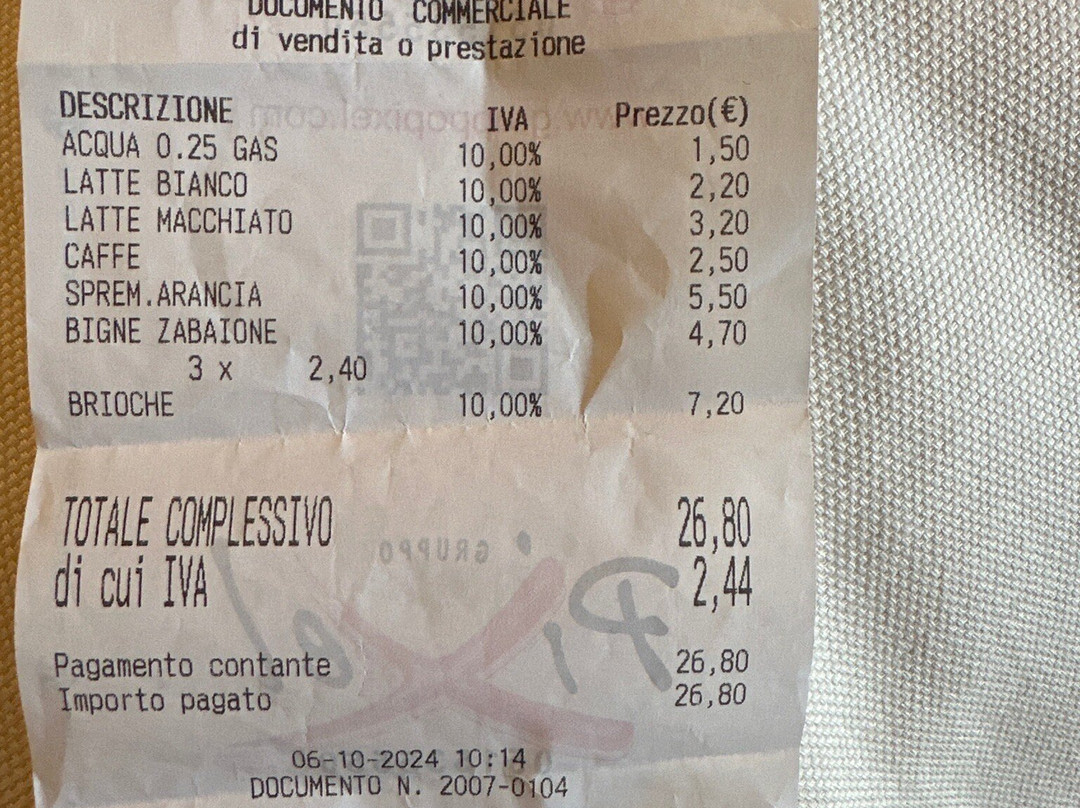 DOCUMENTO COMMERCIALE
di vendita o prestazione
DESCRIZIONE IVA Prezzo(€)
ACQUA 0.25 GAS 10,00% 1,50
LATTE BIANCO 10,00% 2,20
LATTE MACCHIATO 10,00% 3,20
CAFFE 10,00% 2,50
SPREM.ARANCIA 10,00% 5,50
BIGNE ZABAIONE 10,00% 4,70
3 x 2,40
BRIOCHE 10,00% 7,20
TOTALE COMPLESSIVO 26,80
di cui IVA 2,44
GRUPPO
Pixel
Pagamento contante 26,80
Importo pagato 26,80
06-10-2024 10:14
DOCUMENTO N. 2007-0104